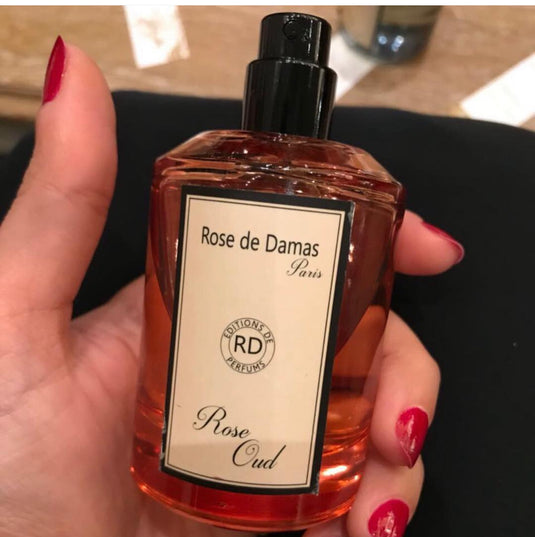 Rose de Damas
Paris
EDITIONS DE
RD
PERFUMS
Rose
Oud